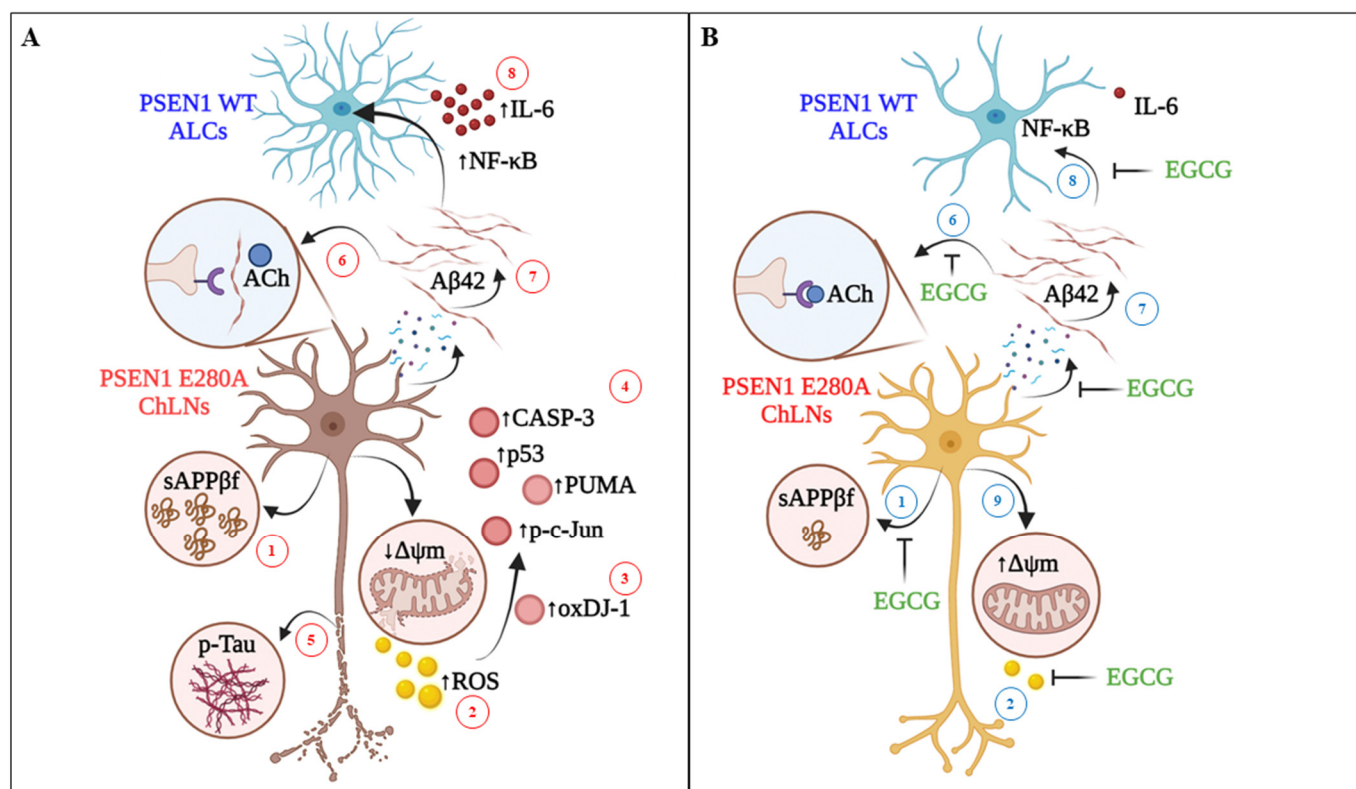 A
PSEN1 WT
ALCs
8
↑IL-6
↑NF-κB
6
ACh
Aβ42
7
PSEN1 E280A
ChLNs
4
↑CASP-3
↑p53
↑PUMA
↑p-c-Jun
sAPPβf
1
↓Δψm
3
↑oxDJ-1
5
p-Tau
↑ROS
2
B
PSEN1 WT
ALCs
IL-6
NF-κB
8
EGCG
6
EGCG
ACh
Aβ42
7
EGCG
PSEN1 E280A
ChLNs
sAPPβf
1
9
EGCG
↑Δψm
EGCG
2